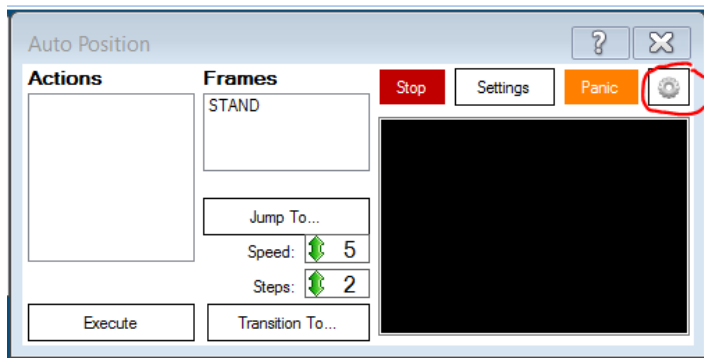 Auto Position
?
Actions
Frames
Stop
Settings
Panic
STAND
Jump To...
Speed: 5
Steps: 2
Execute
Transition To...